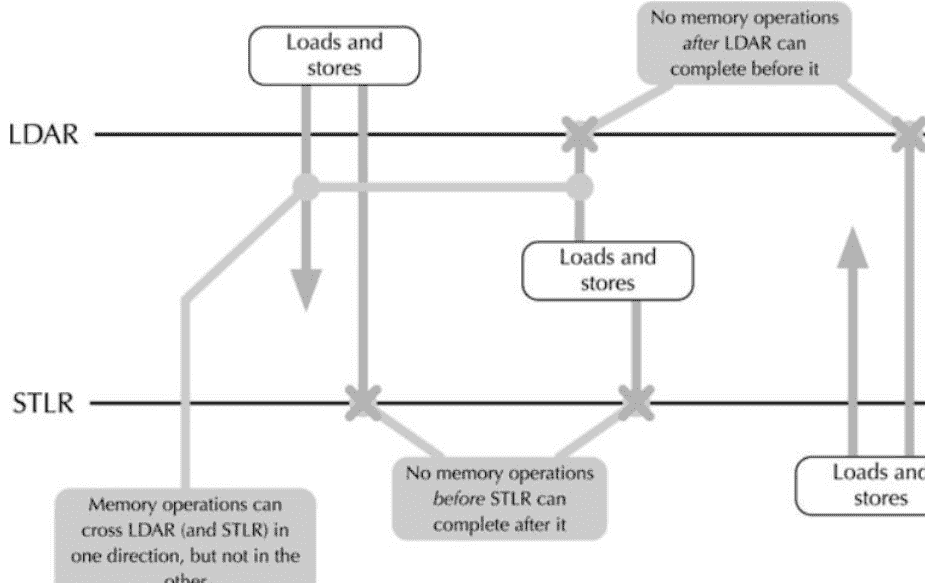 Loads and
stores
No memory operations
after LDAR can
complete before it
LDAR
Loads and
stores
STLR
No memory operations
before STLR can
complete after it
Loads and
stores
Memory operations can
cross LDAR (and STLR) in
one direction, but not in the
other